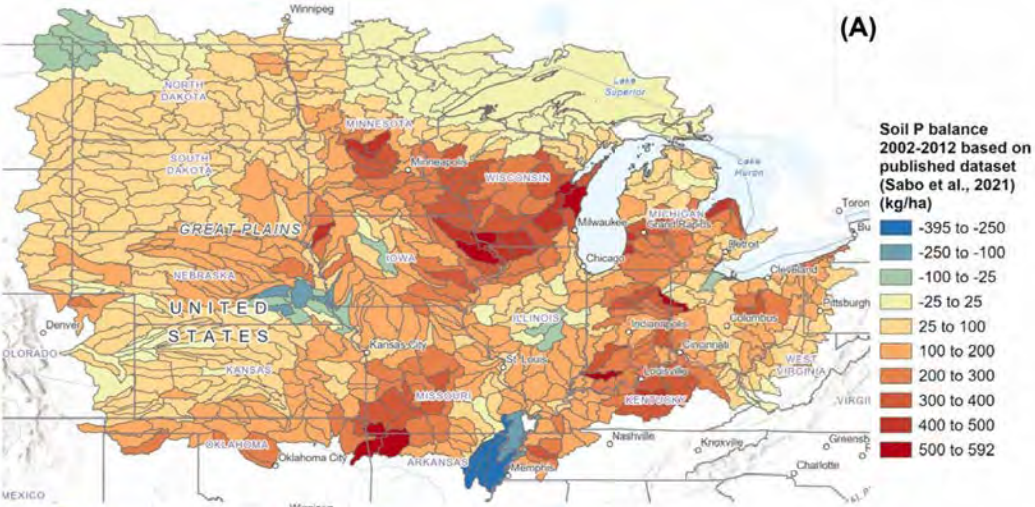 (A)
Winnipeg
Lake
Superior
NORTH
DAKOTA
MINNESOTA
Minneapolis
WISCONSIN
Lake
Huron
SOUTH
DAKOTA
Toron
Bu
GREAT PLAINS
Milwaukee
MICHIGAN
Grand Rapids
Detroit
IOWA
Chicago
Cleveland
NEBRASKA
UNITED
STATES
ILLINOIS
Pittsburgh
Denver
Indianapolis
Columbus
OLORADO
Kansas City
Cincinnati
St. Louis
WEST
VIRGINIA
KANSAS
Louisville
MISSOURI
KENTUCKY
VIRGI
OKLAHOMA
Nashville
Knoxville
Greensb
Oklahoma City
ARKANSAS
Memphis
Charlotte
MEXICO
Soil P balance
2002-2012 based on
published dataset
(Sabo et al., 2021)
(kg/ha)
-395 to -250
-250 to -100
-100 to -25
-25 to 25
25 to 100
100 to 200
200 to 300
300 to 400
400 to 500
500 to 592